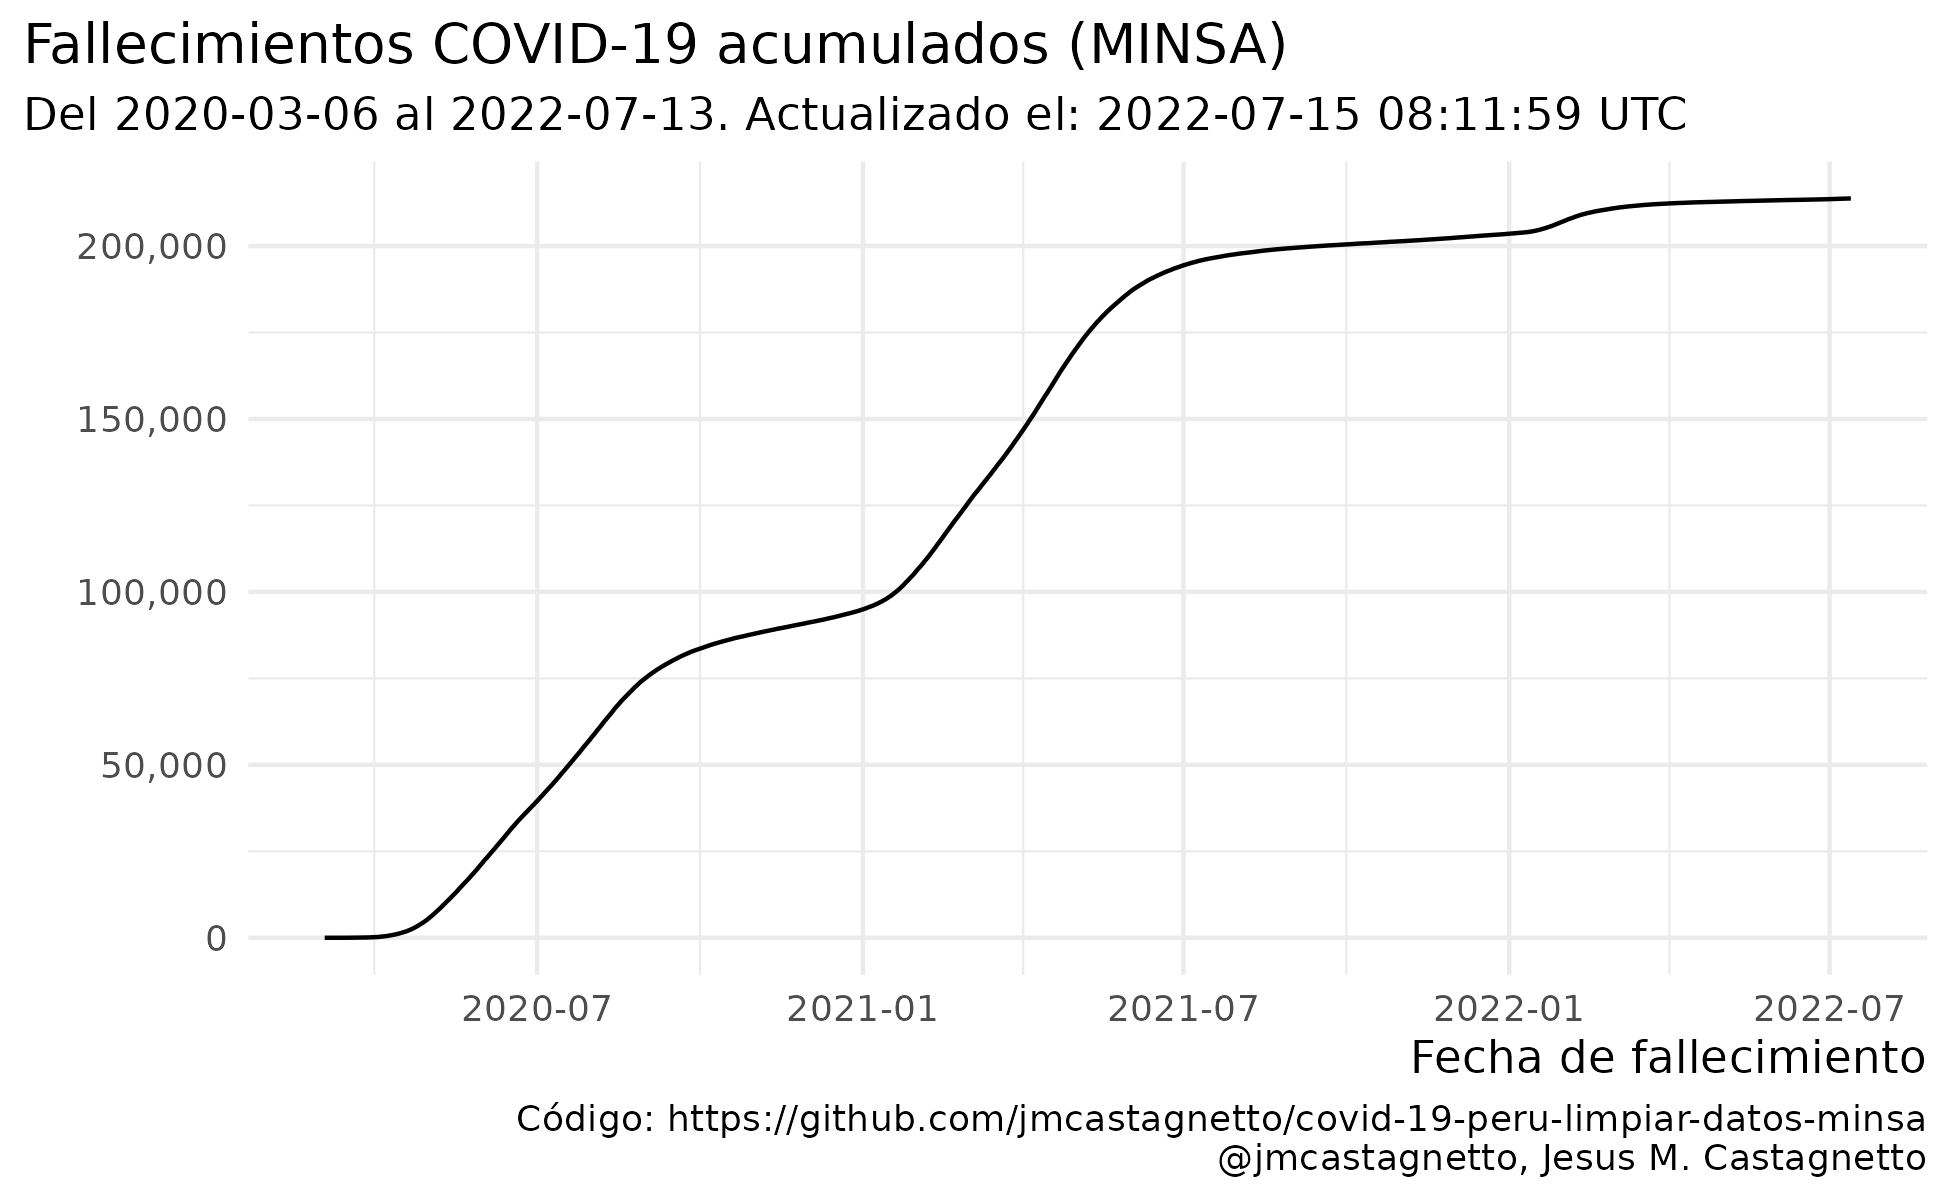 Fallecimientos COVID-19 acumulados (MINSA)
Del 2020-03-06 al 2022-07-13. Actualizado el: 2022-07-15 08:11:59 UTC
200,000
150,000
100,000
50,000
0
2020-07 2021-01 2021-07 2022-01 2022-07
Fecha de fallecimiento
Código: https://github.com/jmcastagnetto/covid-19-peru-limpiar-datos-minsa
@jmcastagnetto, Jesus M. Castagnetto